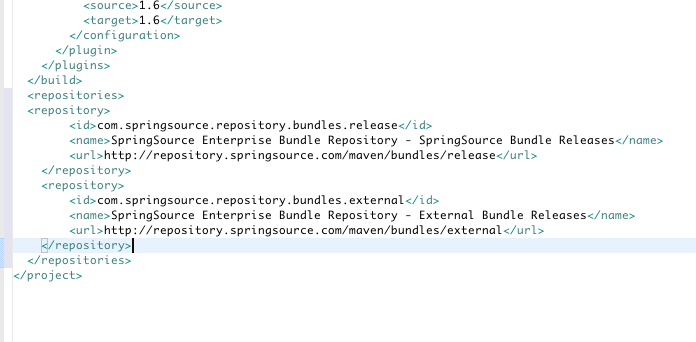 <source>1.6</source>
<target>1.6</target>
</configuration>
</plugin>
</plugins>
</build>
<repositories>
<repository>
<id>com.springsource.repository.bundles.release</id>
<name>SpringSource Enterprise Bundle Repository - SpringSource Bundle Releases</name>
<url>http://repository.springsource.com/maven/bundles/release</url>
</repository>
<repository>
<id>com.springsource.repository.bundles.external</id>
<name>SpringSource Enterprise Bundle Repository - External Bundle Releases</name>
<url>http://repository.springsource.com/maven/bundles/external</url>
</repository>
</repositories>
</project>